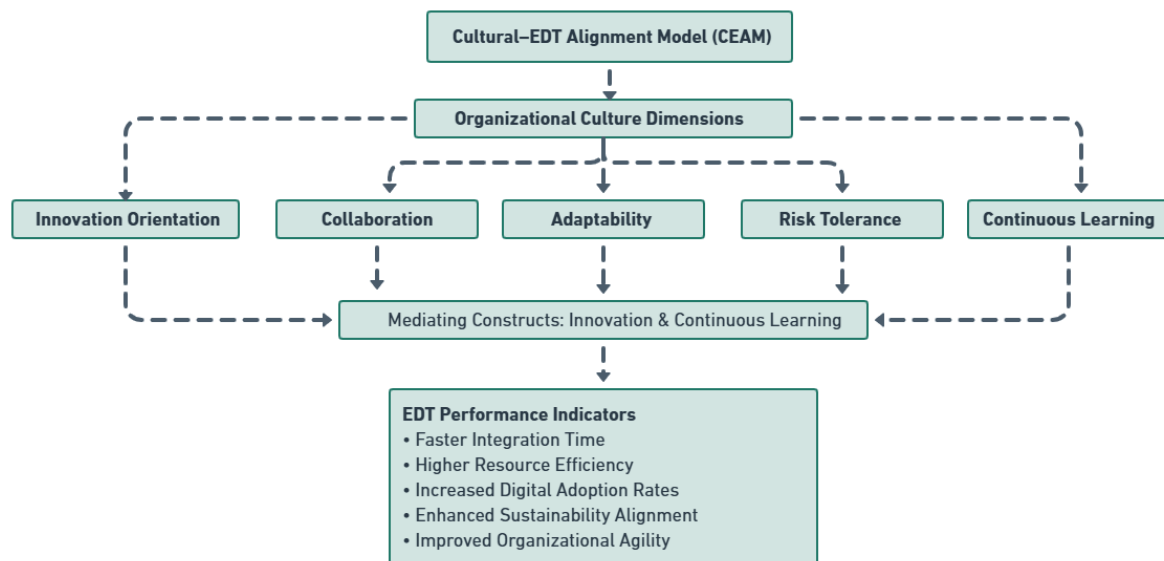 Cultural–EDT Alignment Model (CEAM)
Organizational Culture Dimensions
Innovation Orientation
Collaboration
Adaptability
Risk Tolerance
Continuous Learning
Mediating Constructs: Innovation & Continuous Learning
EDT Performance Indicators
• Faster Integration Time
• Higher Resource Efficiency
• Increased Digital Adoption Rates
• Enhanced Sustainability Alignment
• Improved Organizational Agility